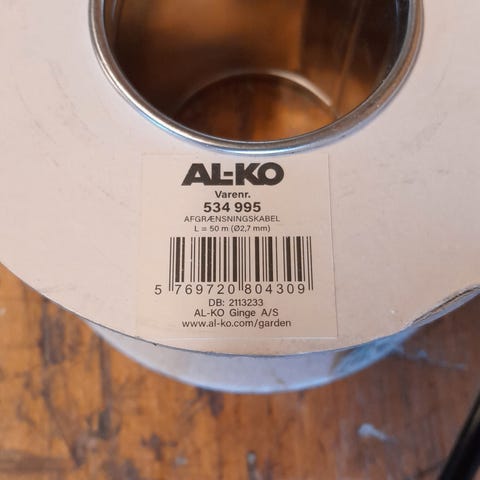 AL-KO
Varenr.
534 995
AFGRÆNSNINGSKABEL
L = 50 m (Ø2,7 mm)
5 769720 804309
DB: 2113233
AL-KO Ginge A/S
www.al-ko.com/garden